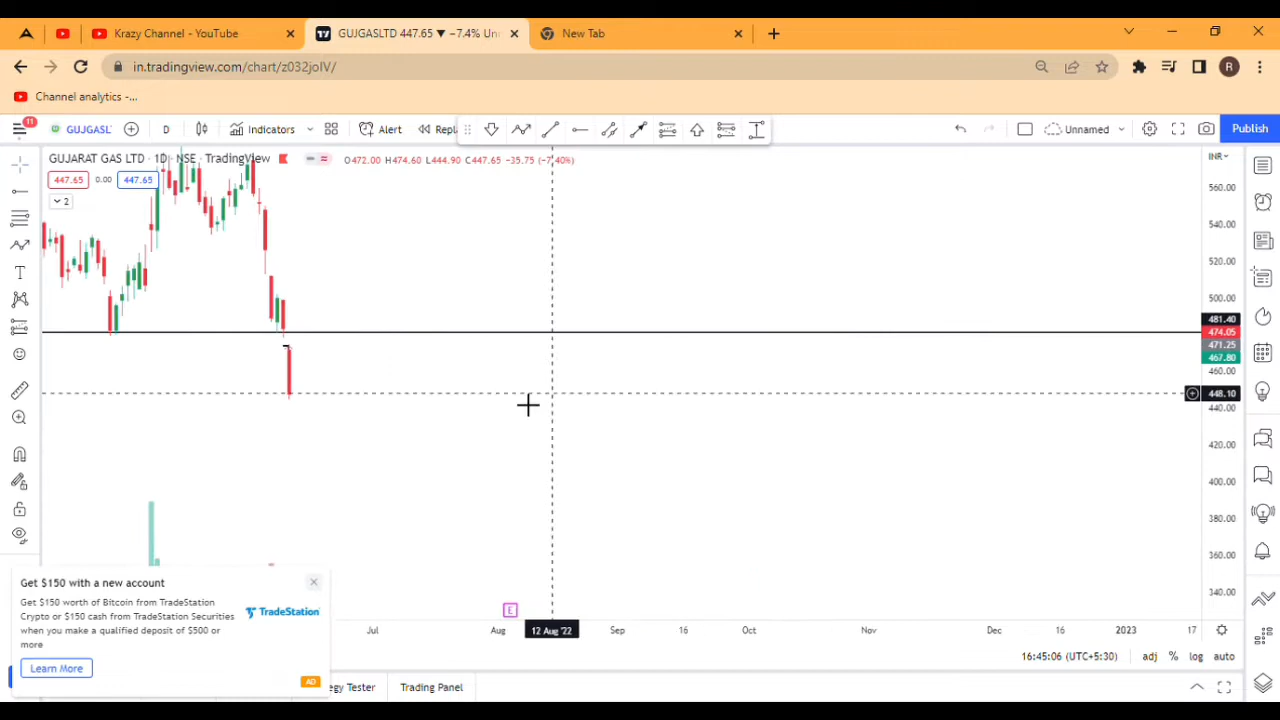 Krazy Channel - YouTube
GUJGASLTD 447.65 ▼ −7.4% Un
New Tab
in.tradingview.com/chart/z032joIV/
R
Channel analytics -...
11
GUJGASL
D
Indicators
Alert
Repl
Unnamed
Publish
GUJARAT GAS LTD · 1D · NSE · TradingView
O472.00 H474.60 L444.90 C447.65 −35.75 (−7.40%)
INR
447.65 0.00 447.65
2
560.00
540.00
520.00
500.00
481.40
474.05
471.25
467.80
460.00
448.10
440.00
420.00
400.00
380.00
360.00
340.00
Get $150 with a new account
Get $150 worth of Bitcoin from TradeStation
Crypto or $150 cash from TradeStation Securities
when you make a qualified deposit of $500 or
more
TradeStation
Learn More
AD
E
Jul Aug 12 Aug '22 Sep 16 Oct Nov Dec 16 2023 17
16:45:06 (UTC+5:30) adj % log auto
egy Tester
Trading Panel